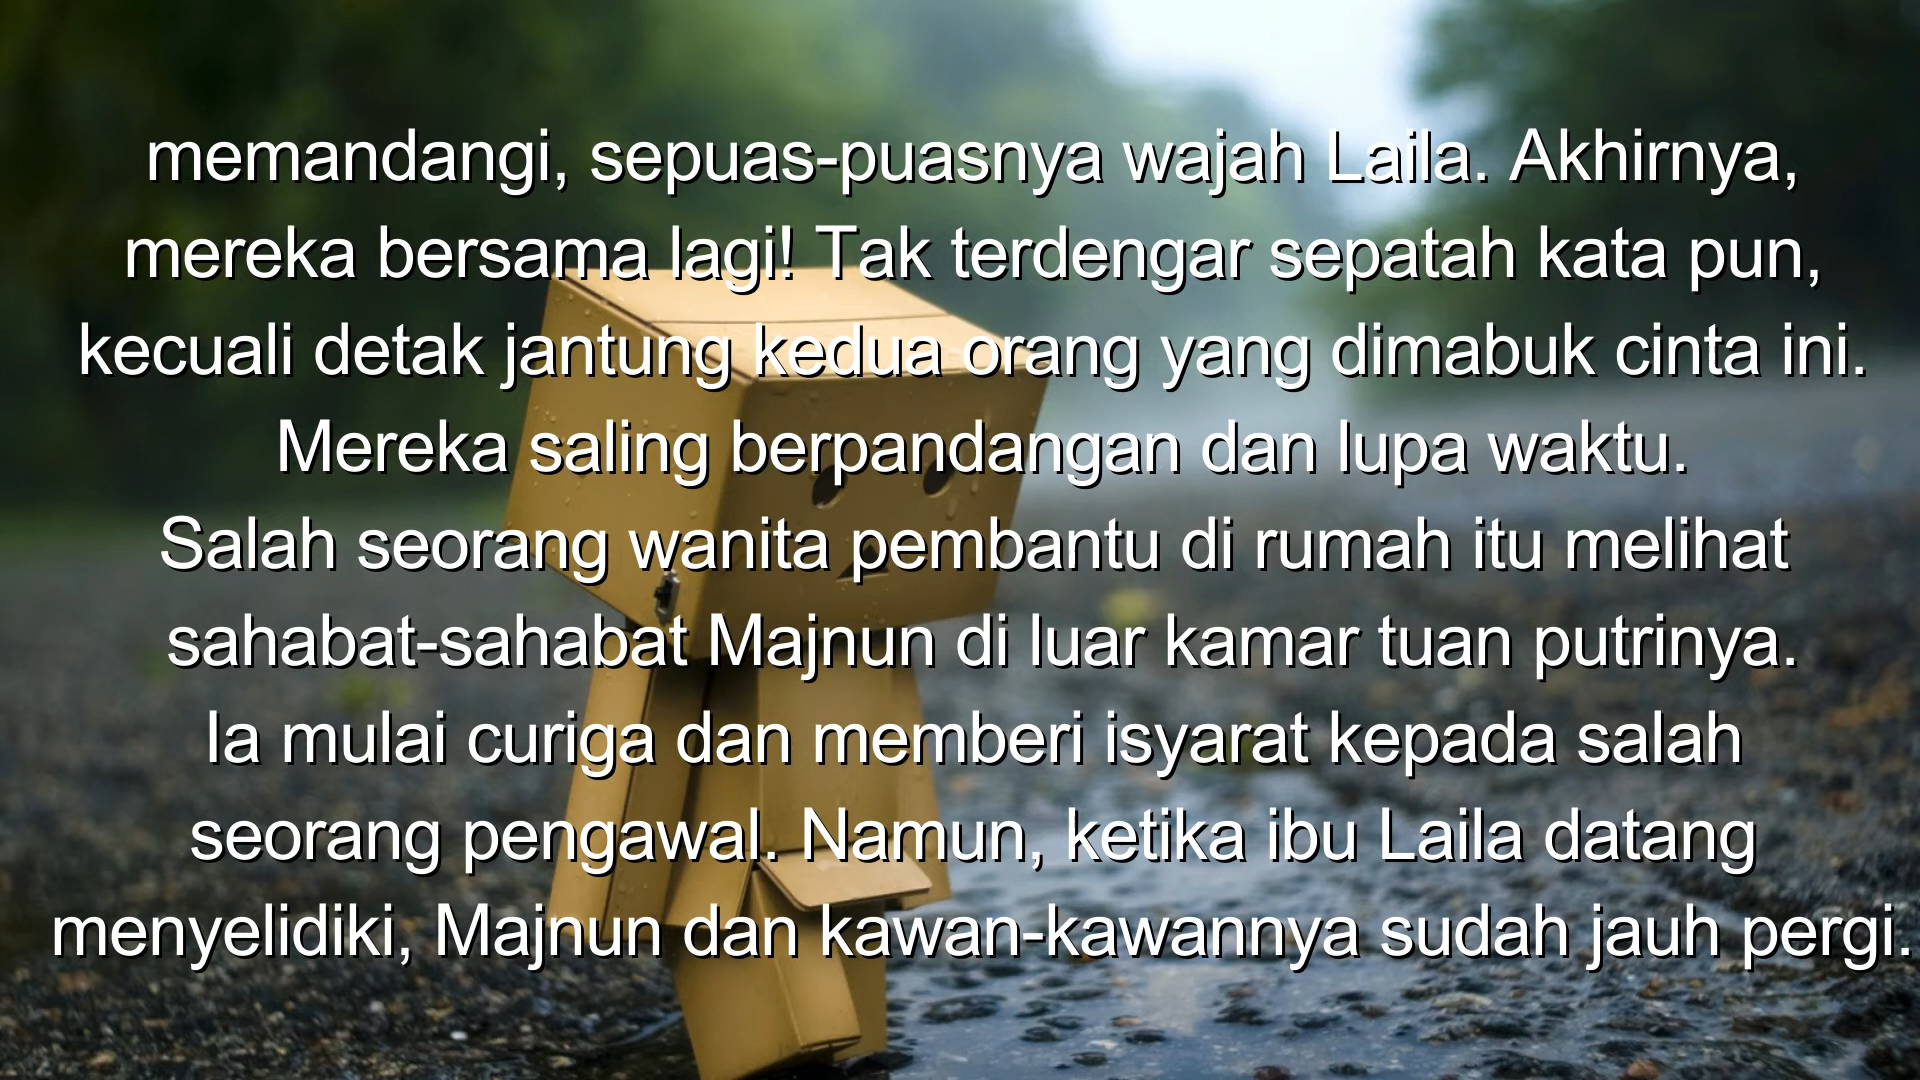 memandangi, sepuas-puasnya wajah Laila. Akhirnya,
mereka bersama lagi! Tak terdengar sepatah kata pun,
kecuali detak jantung kedua orang yang dimabuk cinta ini.
Mereka saling berpandangan dan lupa waktu.
Salah seorang wanita pembantu di rumah itu melihat
sahabat-sahabat Majnun di luar kamar tuan putrinya.
Ia mulai curiga dan memberi isyarat kepada salah
seorang pengawal. Namun, ketika ibu Laila datang
menyelidiki, Majnun dan kawan-kawannya sudah jauh pergi.